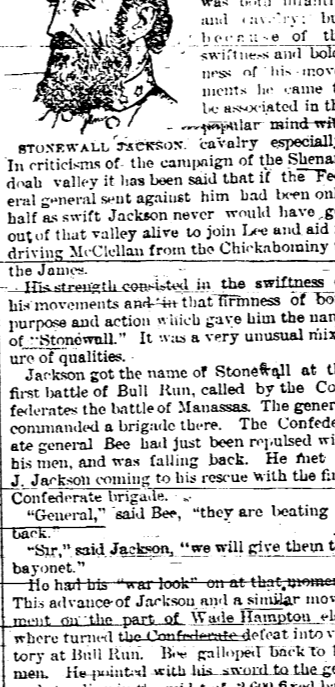 was both infantry
and cavalry; bu
because of th
swiftness and bold
ness of his move
ments he came t
be associated in th
popular mind wit
STONEWALL JACKSON. cavalry especially
In criticisms of the campaign of the Shenan
doah valley it has been said that if the Fed
eral general sent against him had been onl
half as swift Jackson never would have g
out of that valley alive to join Lee and aid
driving McClellan from the Chickahominy
the James.
His strength consisted in the swiftness o
his movements and in that firmness of bo
purpose and action which gave him the nam
of "Stonewall." It was a very unusual mix
ure of qualities.
Jackson got the name of Stonewall at th
first battle of Bull Run, called by the Co
federates the battle of Manassas. The gener
commanded a brigade there. The Confede
ate general Bee had just been repulsed wi
his men, and was falling back. He met
J. Jackson coming to his rescue with the fi
Confederate brigade.
"General," said Bee, "they are beating
back."
"Sir," said Jackson, "we will give them t
bayonet."
He had his "war look" on at that mome
This advance of Jackson and a similar mov
ment on the part of Wade Hampton el
where turned the Confederate defeat into v
tory at Bull Run. Bee galloped back to h
men. He pointed with his sword to the g